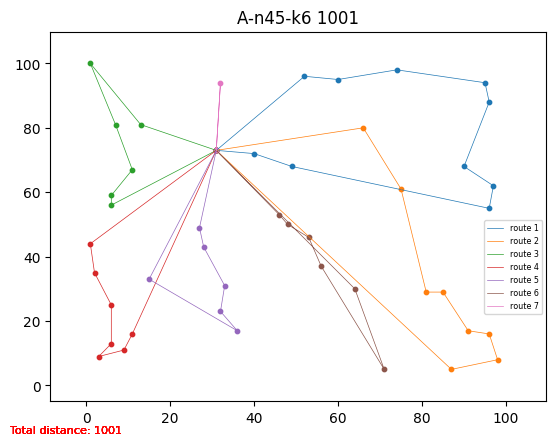 A-n45-k6 1001
100
80
60
40
20
0
0 20 40 60 80 100
route 1
route 2
route 3
route 4
route 5
route 6
route 7
Total distance: 1001